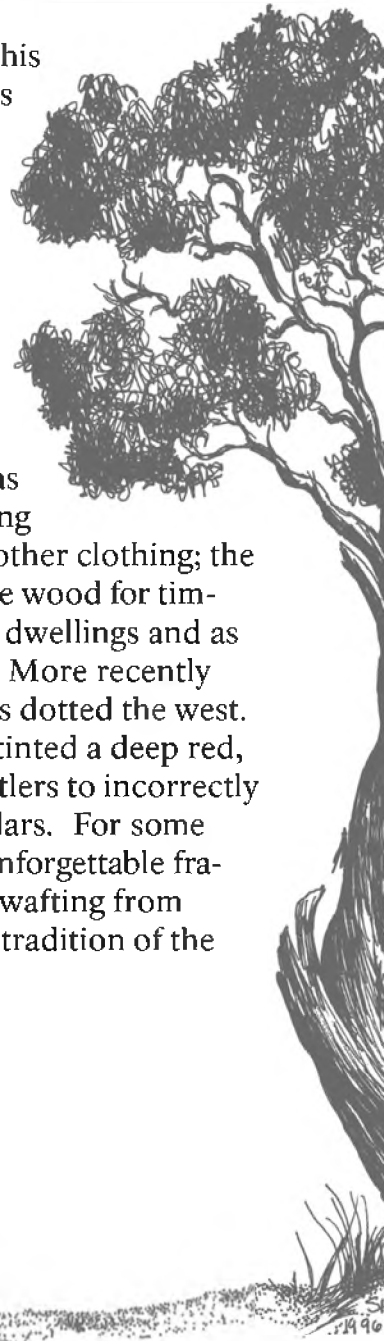 his
s
as
ng
other clothing; the
e wood for tim-
dwellings and as
More recently
s dotted the west.
tinted a deep red,
tlers to incorrectly
lars. For some
nforgettable fra-
wafting from
tradition of the
S
1996